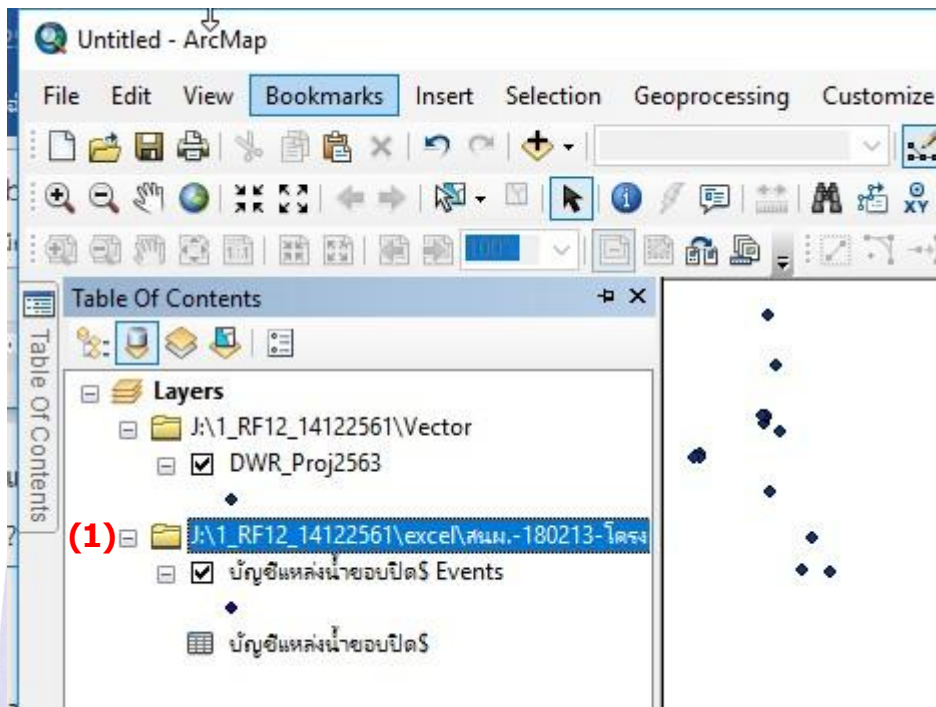 Untitled - ArcMap
File Edit View Bookmarks Insert Selection Geoprocessing Customize
XY
100%
Table Of Contents
Table Of Contents
Layers
J:\1_RF12_14122561\Vector
DWR_Proj2563
(1) J:\1_RF12_14122561\excel\สนผ.-180213-โครง
บัญชีแหล่งน้ำขอบปิด$ Events
บัญชีแหล่งน้ำขอบปิด$